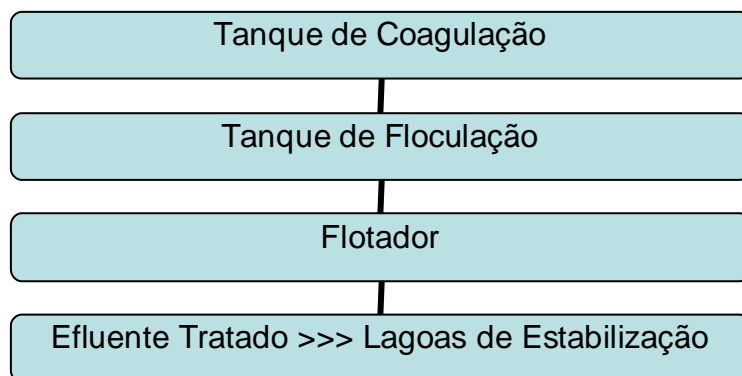 Tanque de Coagulação
Tanque de Floculação
Flotador
Efluente Tratado >>> Lagoas de Estabilização